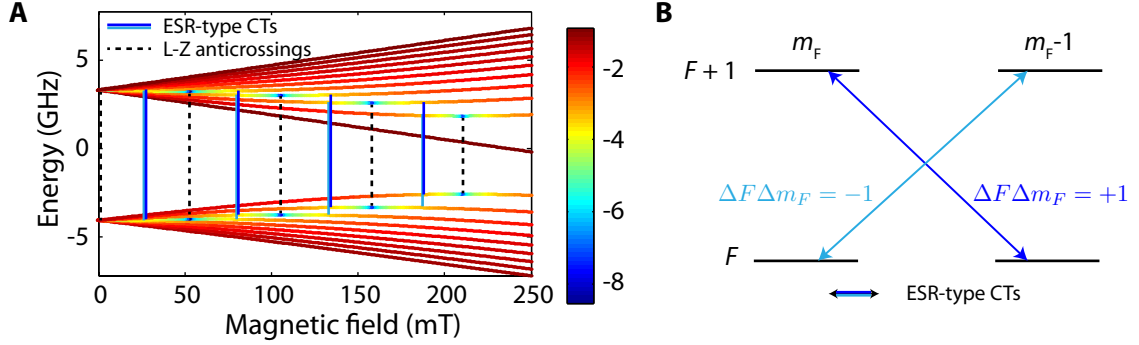 A
ESR-type CTs
L-Z anticrossings
Energy (GHz)
5
0
-5
0
50
100
150
200
250
Magnetic field (mT)
-2
-4
-6
-8
B
m_F
m_F-1
F + 1
ΔFΔm_F = −1
ΔFΔm_F = +1
F
ESR-type CTs